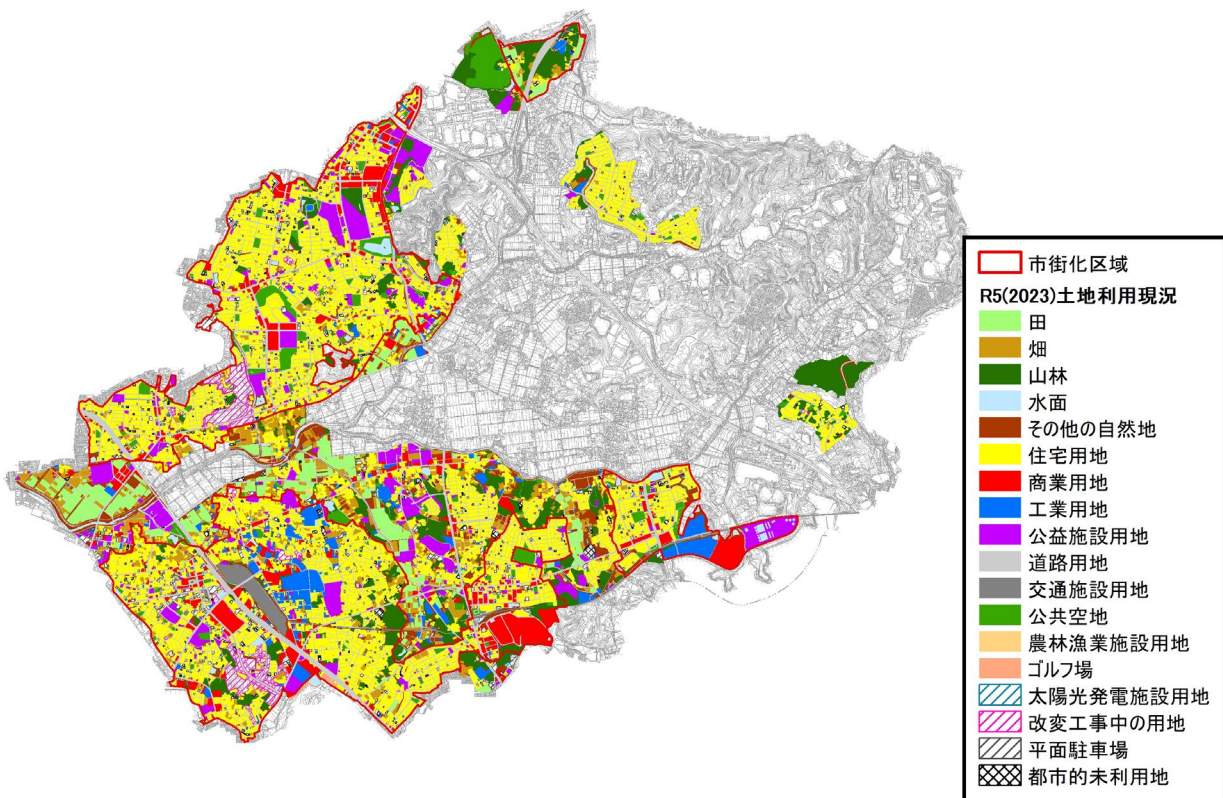 市街化区域
R5(2023)土地利用現況
田
畑
山林
水面
その他の自然地
住宅用地
商業用地
工業用地
公益施設用地
道路用地
交通施設用地
公共空地
農林漁業施設用地
ゴルフ場
太陽光発電施設用地
改変工事中の用地
平面駐車場
都市的未利用地